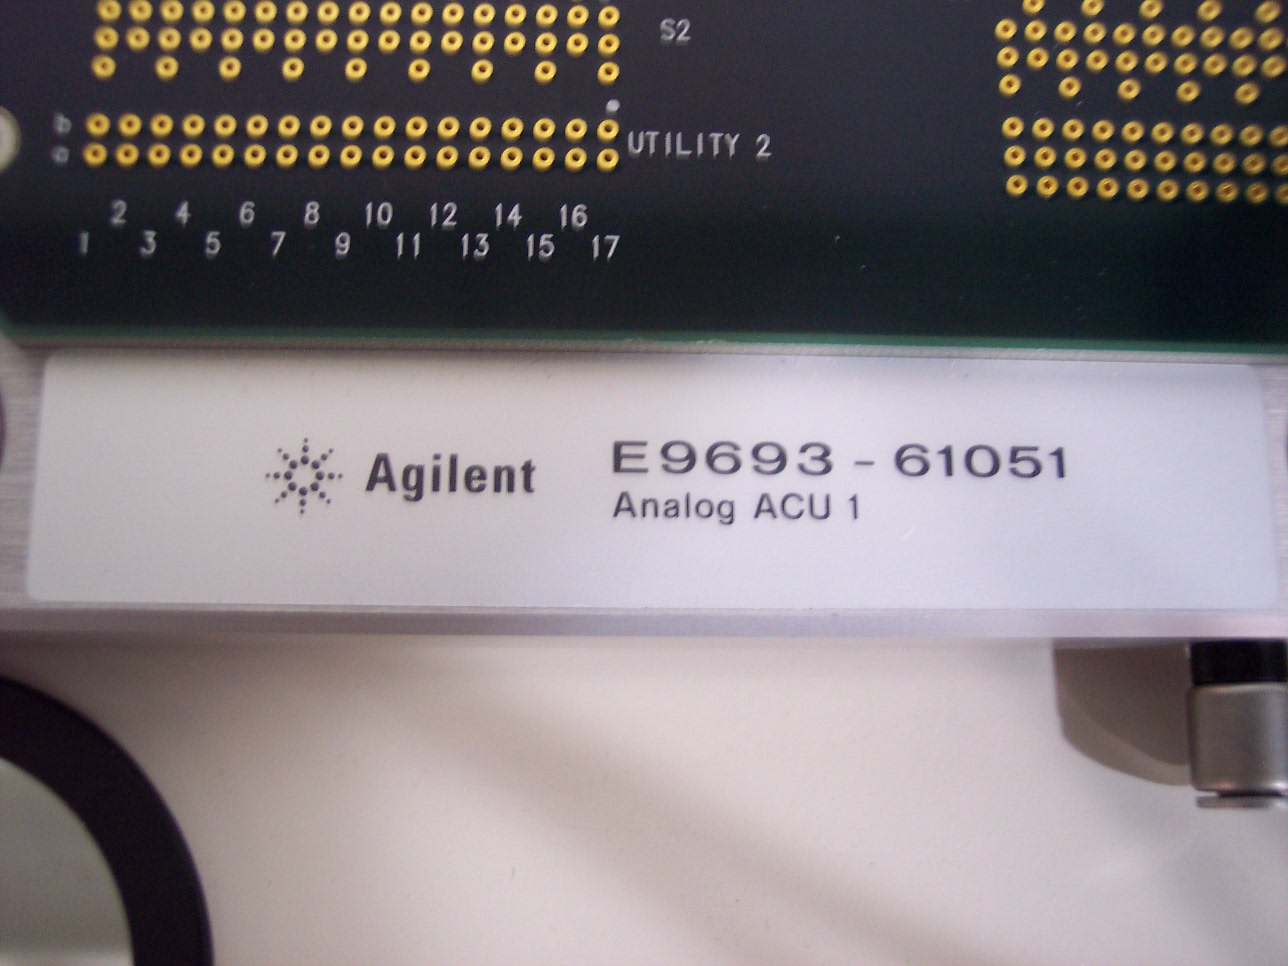 S2
b
a
UTILITY 2
2 4 6 8 10 12 14 16
1 3 5 7 9 11 13 15 17
Agilent
E9693-61051
Analog ACU 1